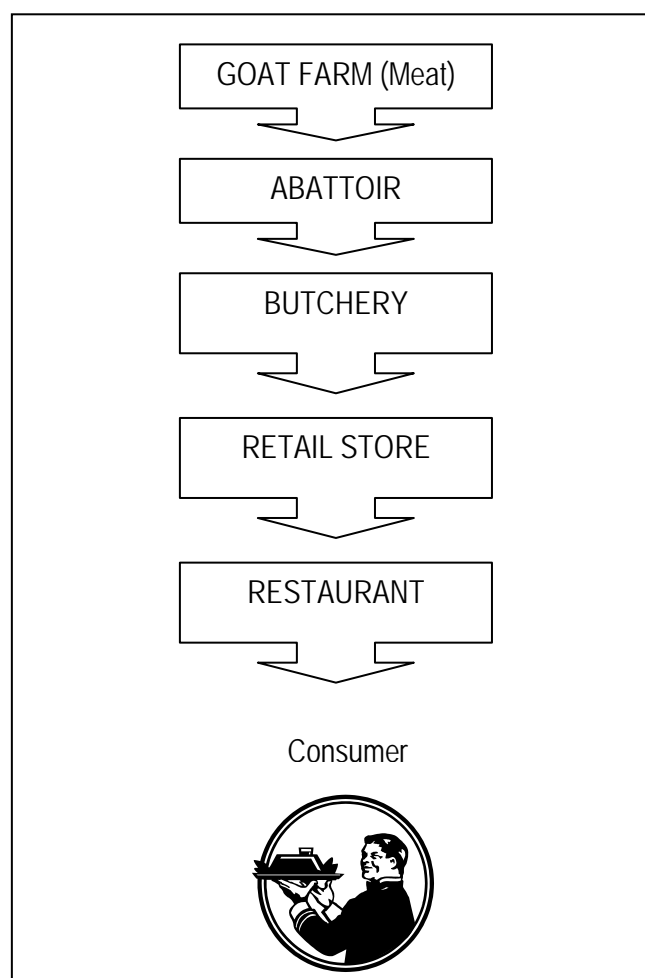 GOAT FARM (Meat)
ABATTOIR
BUTCHERY
RETAIL STORE
RESTAURANT
Consumer